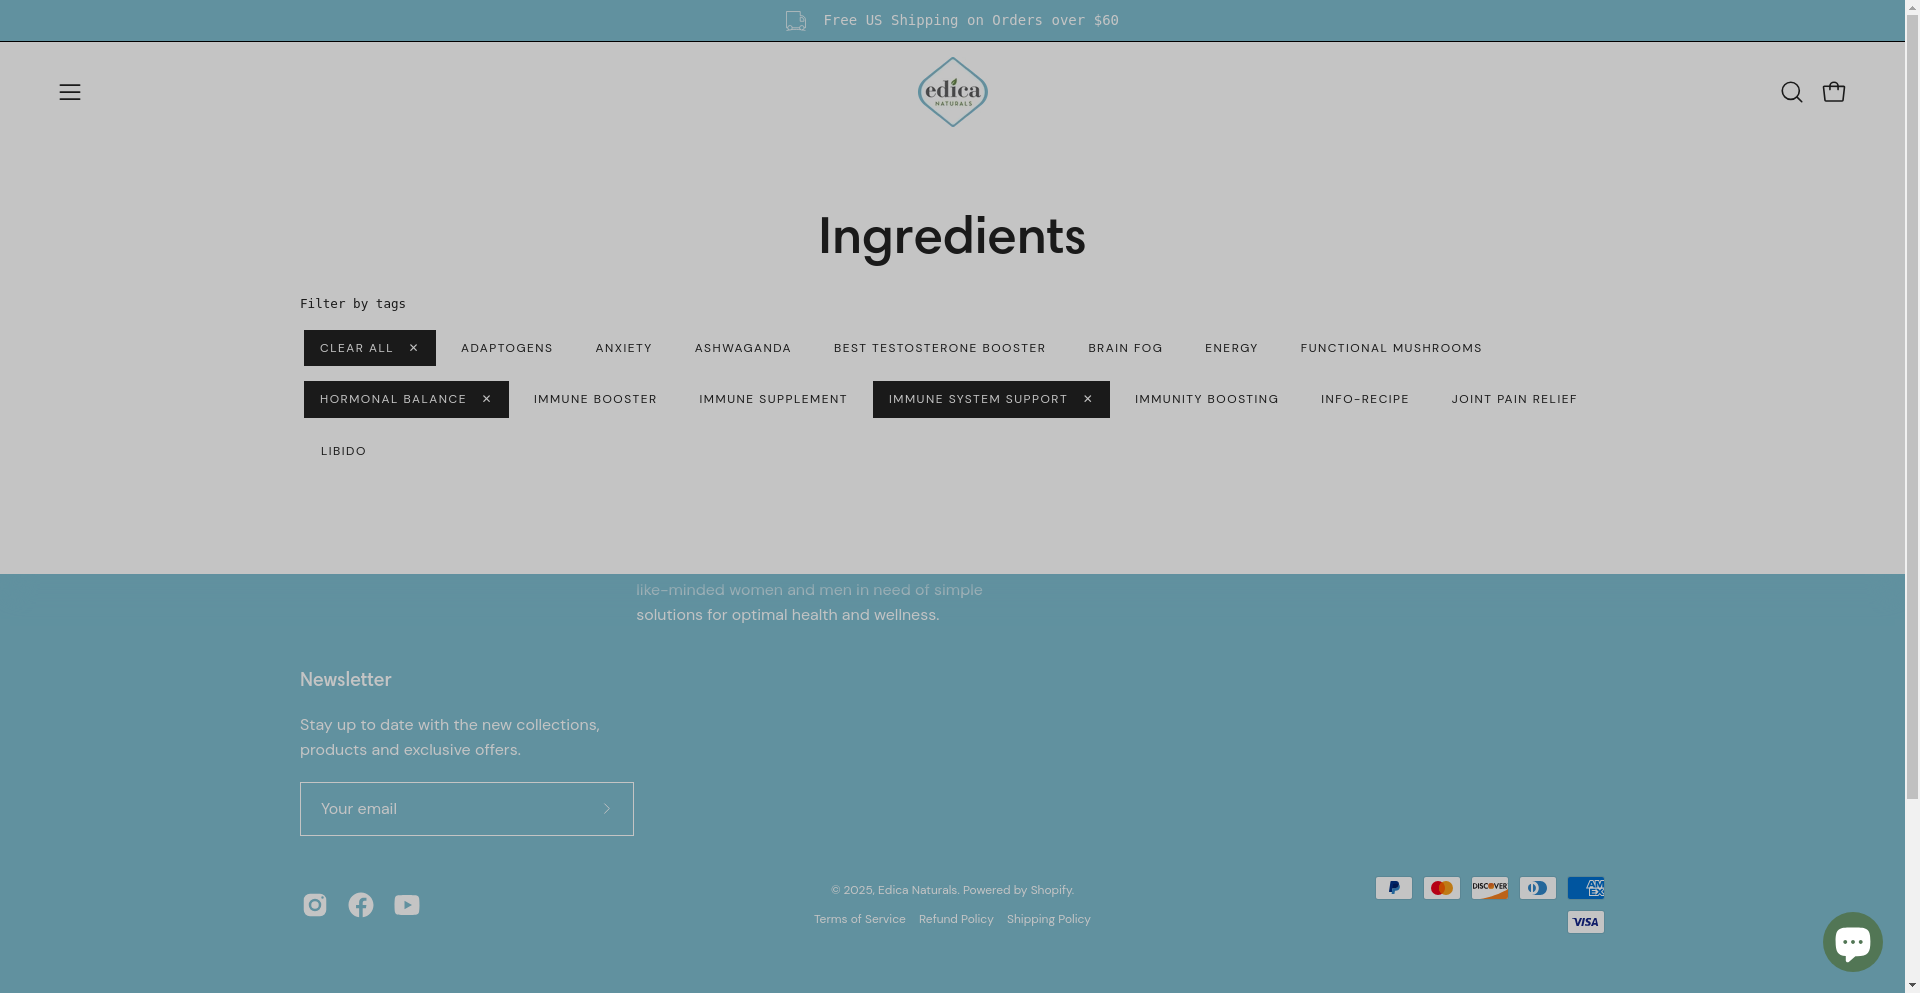 Free US Shipping on Orders over $60
edica
NATURALS
Ingredients
Filter by tags
CLEAR ALL ✕ ADAPTOGENS ANXIETY ASHWAGANDA BEST TESTOSTERONE BOOSTER BRAIN FOG ENERGY FUNCTIONAL MUSHROOMS
HORMONAL BALANCE ✕ IMMUNE BOOSTER IMMUNE SUPPLEMENT IMMUNE SYSTEM SUPPORT ✕ IMMUNITY BOOSTING INFO-RECIPE JOINT PAIN RELIEF
LIBIDO
like-minded women and men in need of simple
solutions for optimal health and wellness.
Newsletter
Stay up to date with the new collections,
products and exclusive offers.
Your email
© 2025, Edica Naturals. Powered by Shopify.
Terms of Service Refund Policy Shipping Policy
DISCOVER
AM
EX
VISA